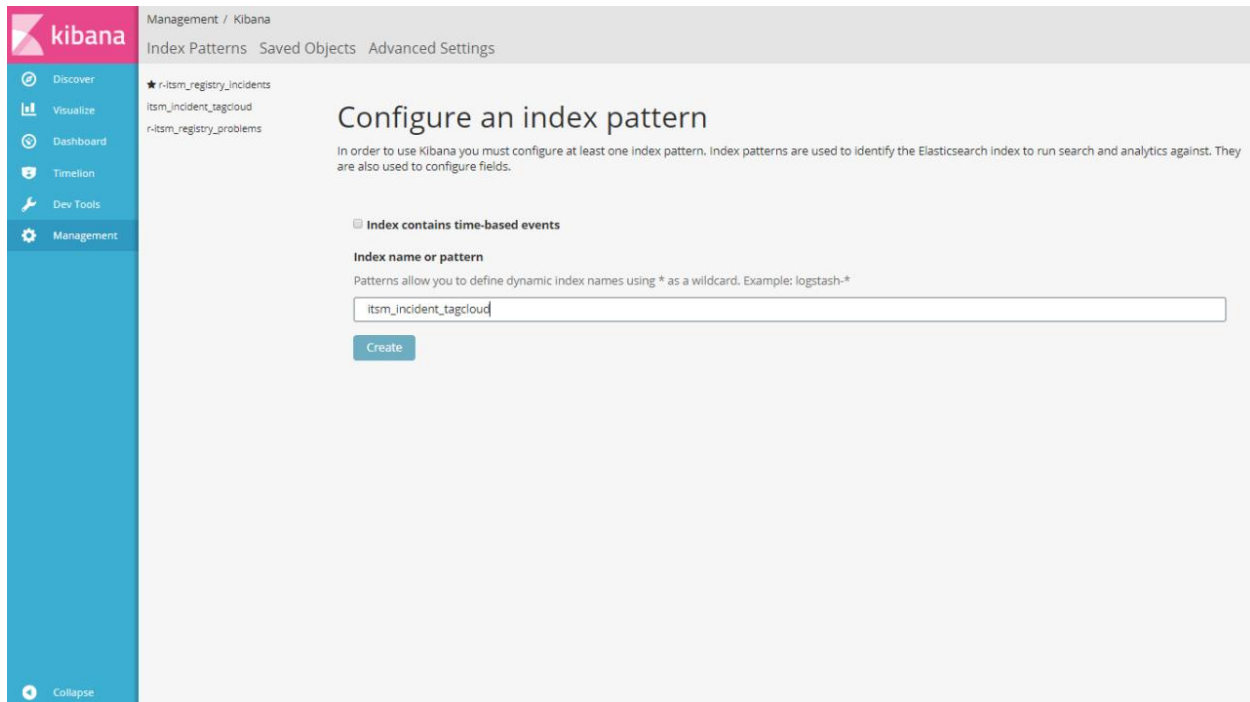 kibana
Management / Kibana
Index Patterns Saved Objects Advanced Settings
Discover
Visualize
Dashboard
Timelion
Dev Tools
Management
Collapse
r-itsm_registry_incidents
itsm_incident_tagcloud
r-itsm_registry_problems
Configure an index pattern
In order to use Kibana you must configure at least one index pattern. Index patterns are used to identify the Elasticsearch index to run search and analytics against. They
are also used to configure fields.
Index contains time-based events
Index name or pattern
Patterns allow you to define dynamic index names using * as a wildcard. Example: logstash-*
itsm_incident_tagcloud
Create